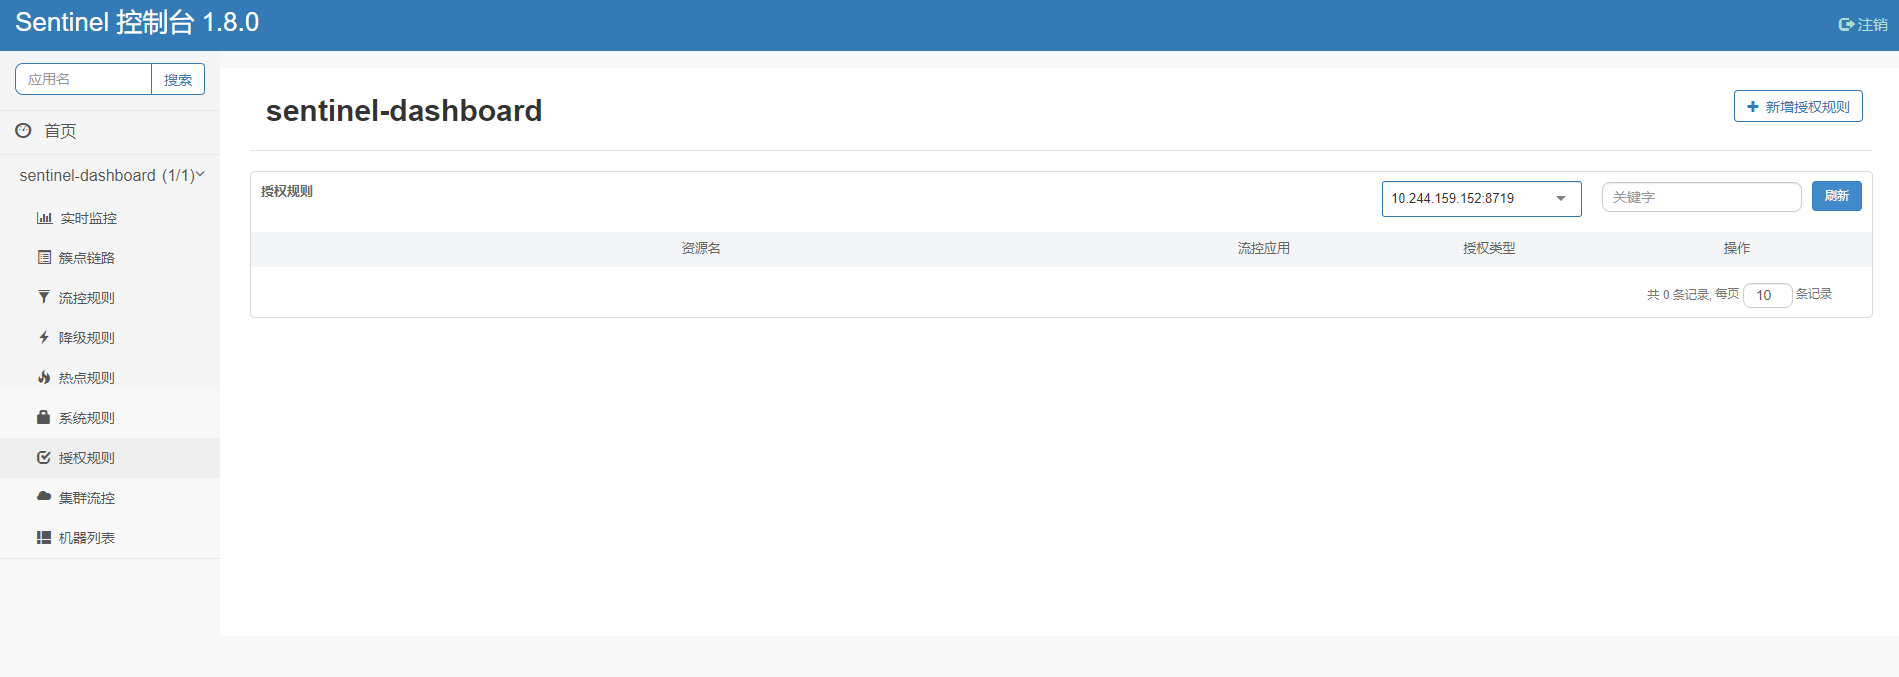 Sentinel 控制台 1.8.0
注销
应用名
搜索
首页
sentinel-dashboard (1/1)
实时监控
簇点链路
流控规则
降级规则
热点规则
系统规则
授权规则
集群流控
机器列表
sentinel-dashboard
新增授权规则
授权规则
10.244.159.152:8719
关键字
刷新
资源名 流控应用 授权类型 操作
共 0 条记录, 每页 10 条记录